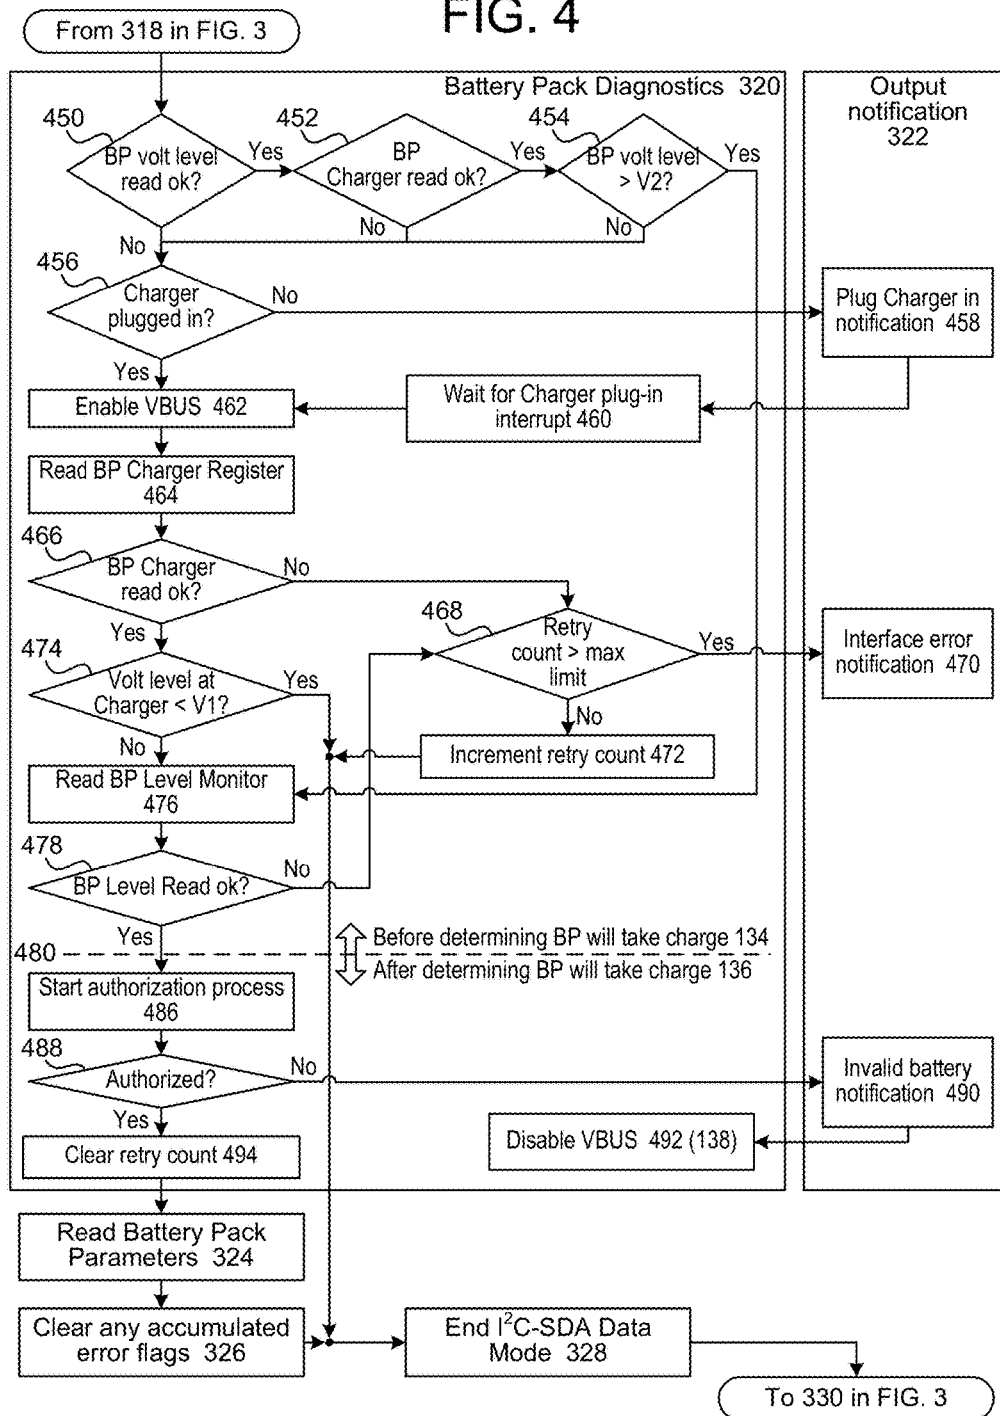 FIG. 4
From 318 in FIG. 3
Battery Pack Diagnostics 320
Output
notification
322
450
BP volt level
read ok?
Yes
452
BP
Charger read ok?
Yes
454
BP volt level
> V2?
Yes
No
No
No
456
Charger
plugged in?
No
Plug Charger in
notification 458
Yes
Enable VBUS 462
Wait for Charger plug-in
interrupt 460
Read BP Charger Register
464
466
BP Charger
read ok?
No
Yes
468
Retry
count > max
limit
Yes
Interface error
notification 470
474
Volt level at
Charger < V1?
Yes
No
No
Increment retry count 472
Read BP Level Monitor
476
478
BP Level Read ok?
No
Yes
480
Before determining BP will take charge 134
After determining BP will take charge 136
Start authorization process
486
488
Authorized?
No
Invalid battery
notification 490
Yes
Disable VBUS 492 (138)
Clear retry count 494
Read Battery Pack
Parameters 324
Clear any accumulated
error flags 326
End I²C-SDA Data
Mode 328
To 330 in FIG. 3